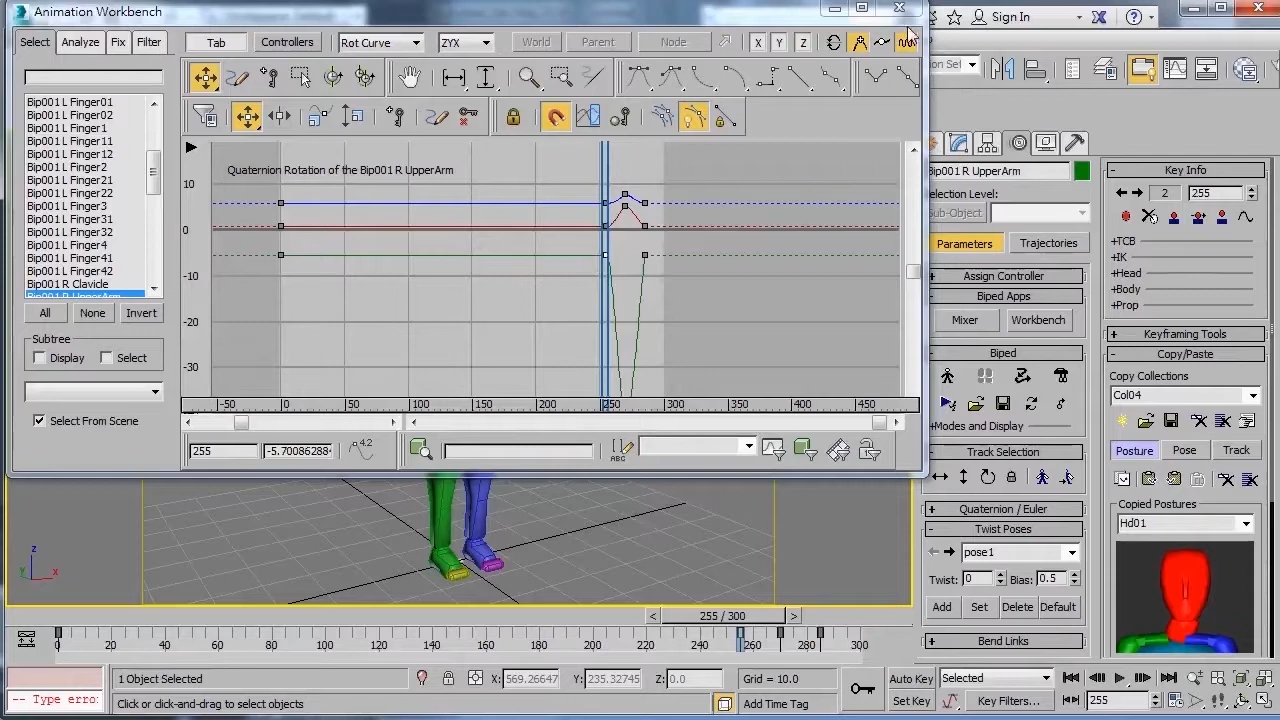 Animation Workbench
Sign In
Select
Analyze
Fix
Filter
Tab
Controllers
Rot Curve
ZYX
World
Parent
Node
X
Y
Z
on Sel
Bip001 L Finger01
Bip001 L Finger02
Bip001 L Finger1
Bip001 L Finger11
Bip001 L Finger12
Bip001 L Finger2
Bip001 L Finger21
Bip001 L Finger22
Bip001 L Finger3
Bip001 L Finger31
Bip001 L Finger32
Bip001 L Finger4
Bip001 L Finger41
Bip001 L Finger42
Bip001 R Clavicle
Bip001 R UpperArm
All
None
Invert
Subtree
Display
Select
Select From Scene
Quaternion Rotation of the Bip001 R UpperArm
10
0
-10
-20
-30
-50 0 50 100 150 200 250 300 350 400 450
255
-5.70086288
4.2
ABC
Bip001 R UpperArm
Selection Level:
Sub-Object
Parameters
Trajectories
+ Assign Controller
- Biped Apps
Mixer
Workbench
- Biped
+Modes and Display
- Track Selection
+ Quaternion / Euler
- Twist Poses
pose1
Twist: 0
Bias: 0.5
Add
Set
Delete
Default
+ Bend Links
- Key Info
2
255
+TCB
+IK
+Head
+Body
+Prop
+ Keyframing Tools
- Copy/Paste
Copy Collections
Col04
Posture
Pose
Track
Copied Postures
Hd01
z
y
x
< 255 / 300 >
0 20 40 60 80 100 120 140 160 180 200 220 240 260 280 300
1 Object Selected
X: 569.26647
Y: 235.32745
Z: 0.0
Grid = 10.0
Auto Key
Selected
-- Type erro
Click or click-and-drag to select objects
Add Time Tag
Set Key
Key Filters...
255